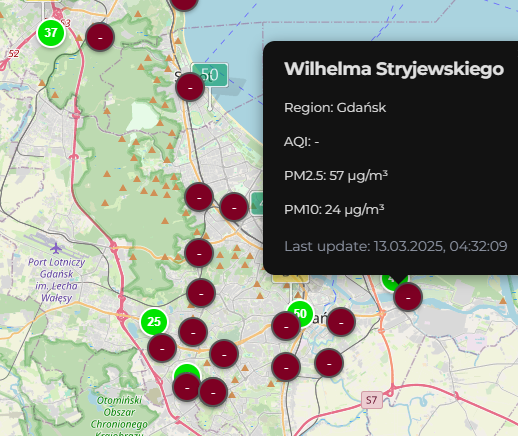 37
-
52
S
50
-
Wilhelma Stryjewskiego
Region: Gdańsk
AQI: -
PM2.5: 57 µg/m³
PM10: 24 µg/m³
Last update: 13.03.2025, 04:32:09
-
-
-
-
Port Lotniczy
Gdańsk
im. Lecha
Wałęsy
-
25
50
-
-
-
-
-
-
-
-
-
S7
Otomiński
Obszar
Chronionego
Krajobrazu